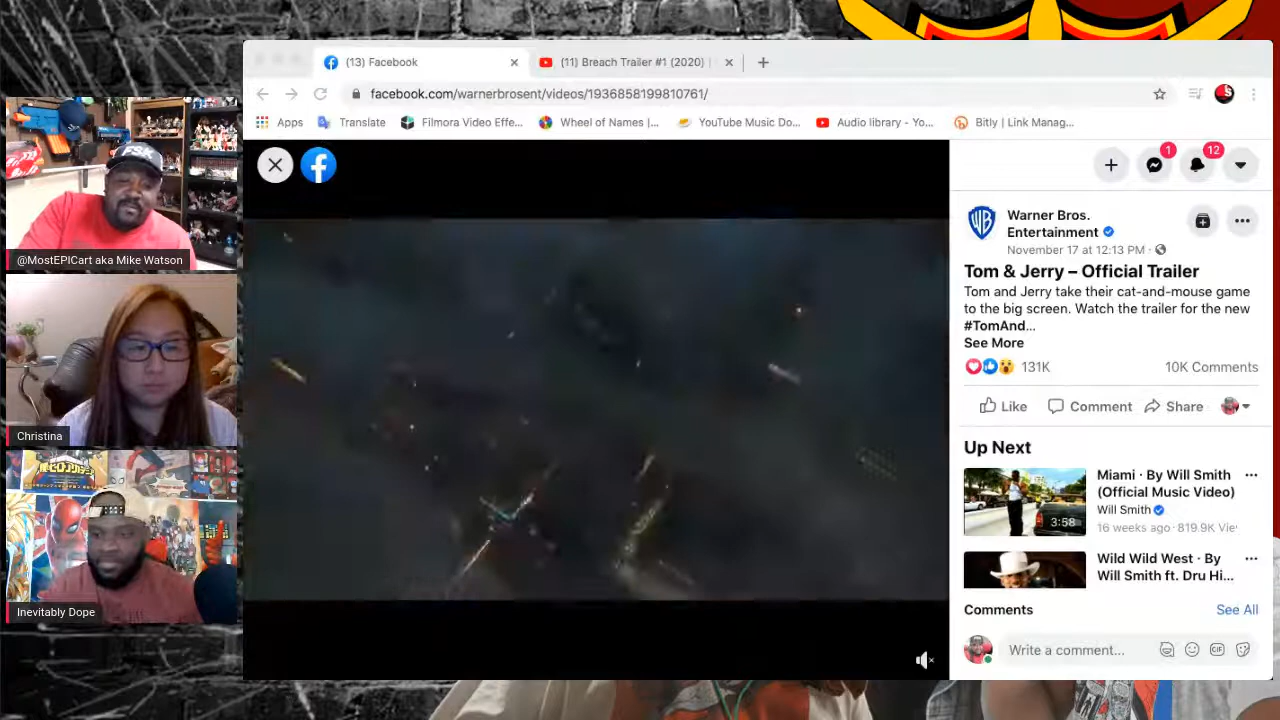 (13) Facebook
(11) Breach Trailer #1 (2020) |
facebook.com/warnerbrosent/videos/1936858199810761/
Apps
Translate
Filmora Video Effe...
Wheel of Names |...
YouTube Music Do...
Audio library - Yo...
Bitly | Link Manag...
FSK
@MostEPICart aka Mike Watson
Christina
Inevitably Dope
1
12
WB
Warner Bros.
Entertainment
November 17 at 12:13 PM ·
Tom & Jerry – Official Trailer
Tom and Jerry take their cat-and-mouse game
to the big screen. Watch the trailer for the new
#TomAnd...
See More
131K
10K Comments
Like
Comment
Share
Up Next
3:58
Miami · By Will Smith
(Official Music Video)
Will Smith
16 weeks ago · 819.9K Vie
Wild Wild West · By
Will Smith ft. Dru Hi...
Comments
See All
Write a comment...
GIF